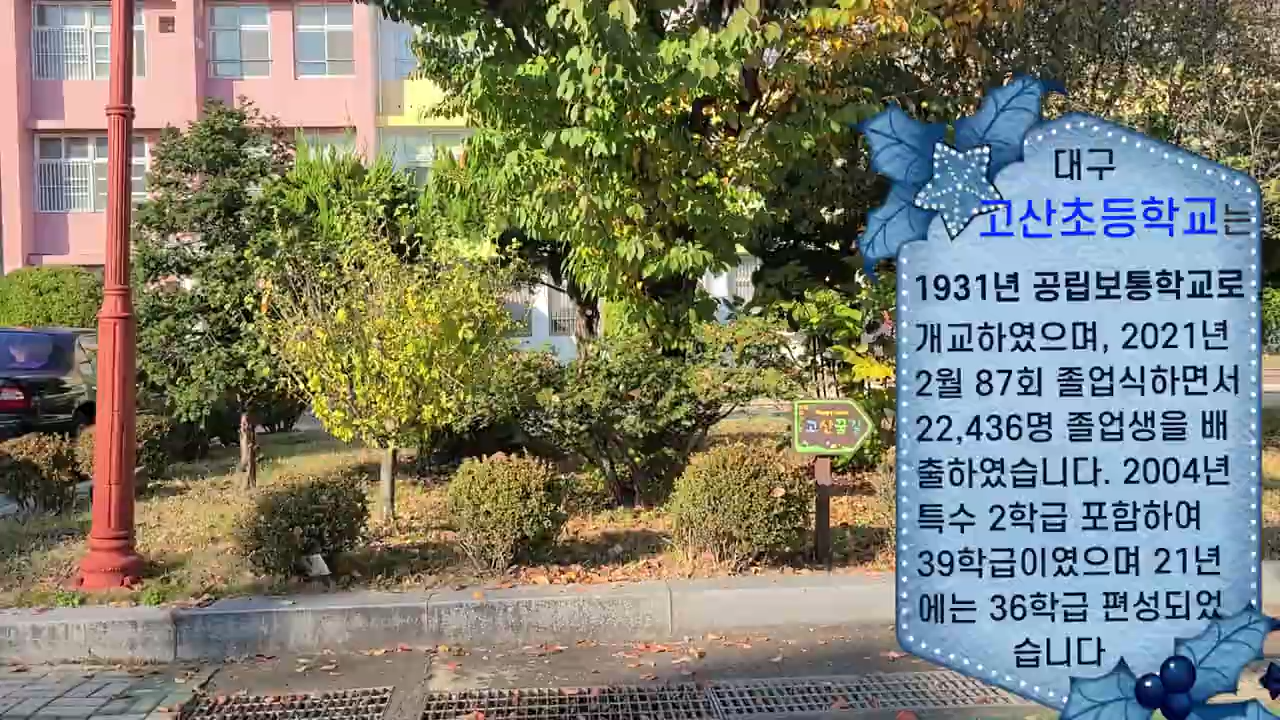 대구
고산초등학교는
1931년 공립보통학교로
개교하였으며, 2021년
2월 87회 졸업식하면서
22,436명 졸업생을 배
출하였습니다. 2004년
특수 2학급 포함하여
39학급이였으며 21년
에는 36학급 편성되었
습니다
고산꿈길